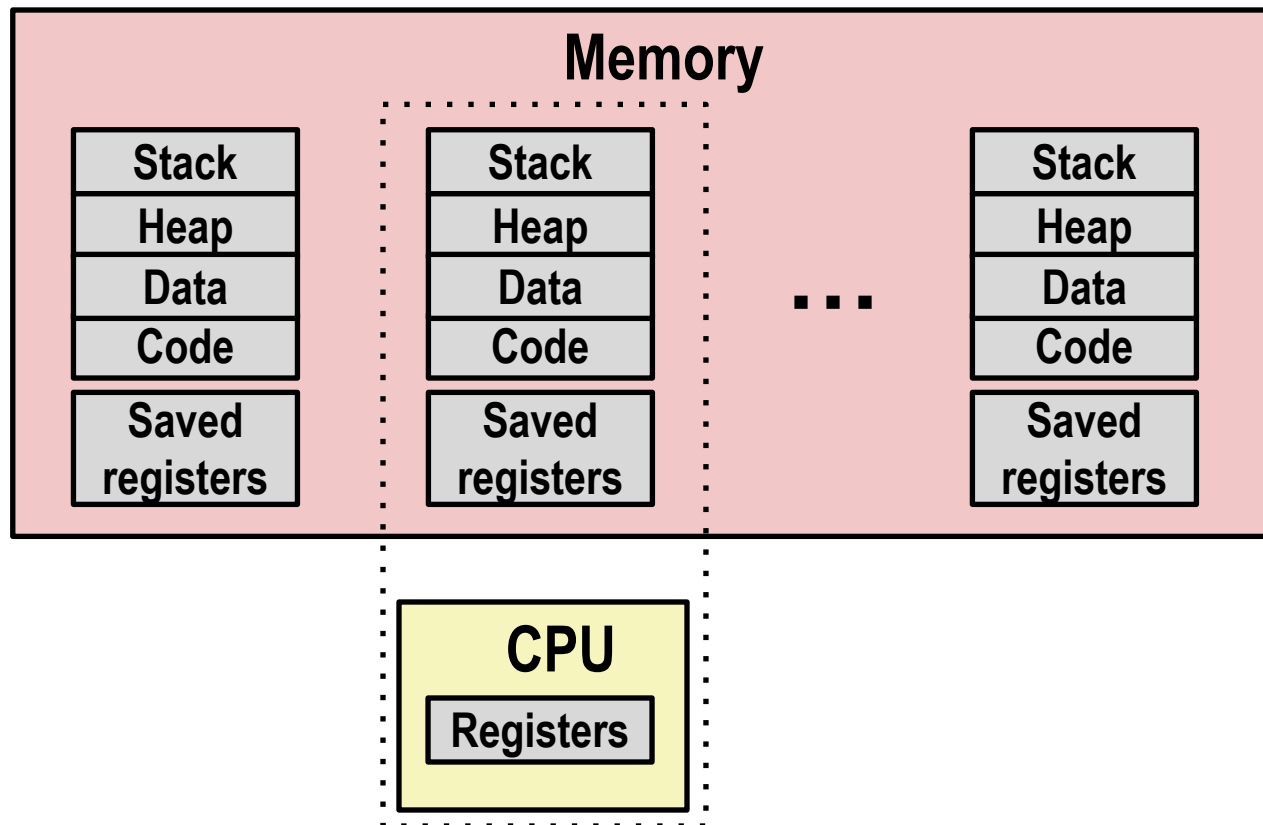 Memory
Stack
Heap
Data
Code
Saved
registers
Stack
Heap
Data
Code
Saved
registers
...
Stack
Heap
Data
Code
Saved
registers
CPU
Registers